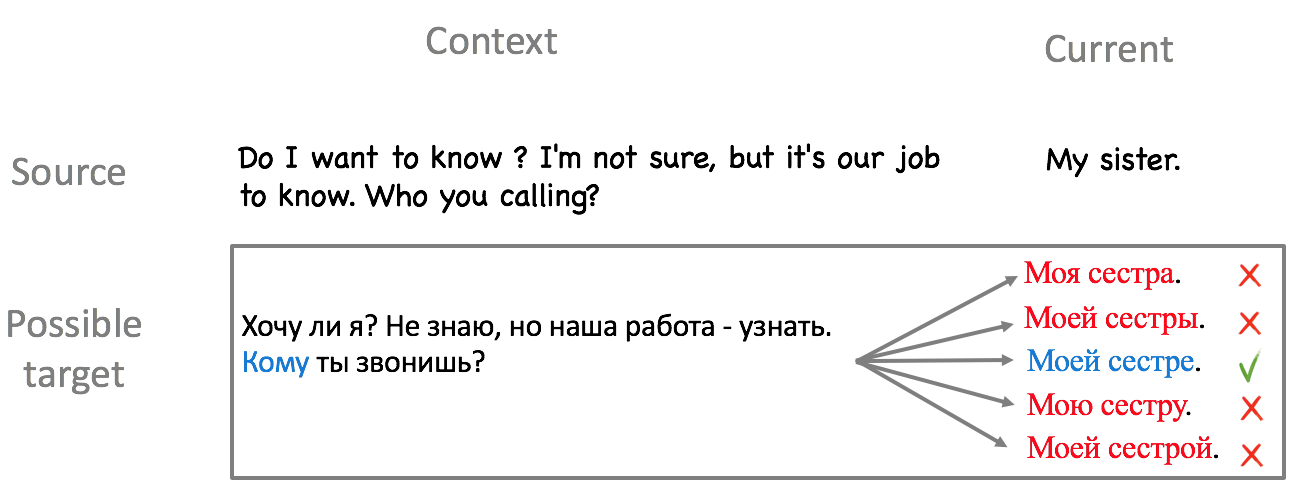 Context
Current
Source
Do I want to know ? I'm not sure, but it's our job
to know. Who you calling?
My sister.
Possible
target
Хочу ли я? Не знаю, но наша работа - узнать.
Кому ты звонишь?
Моя сестра.
Моей сестры.
Моей сестре.
Мою сестру.
Моей сестрой.